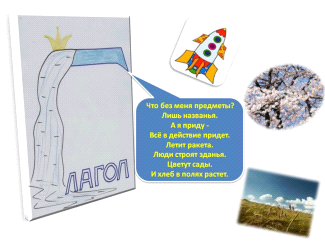 Что без меня предметы?
Лишь названья.
А я приду -
Всё в действие придет.
Летит ракета.
Люди строят зданья.
Цветут сады.
И хлеб в полях растет.
ЛАГОЛ